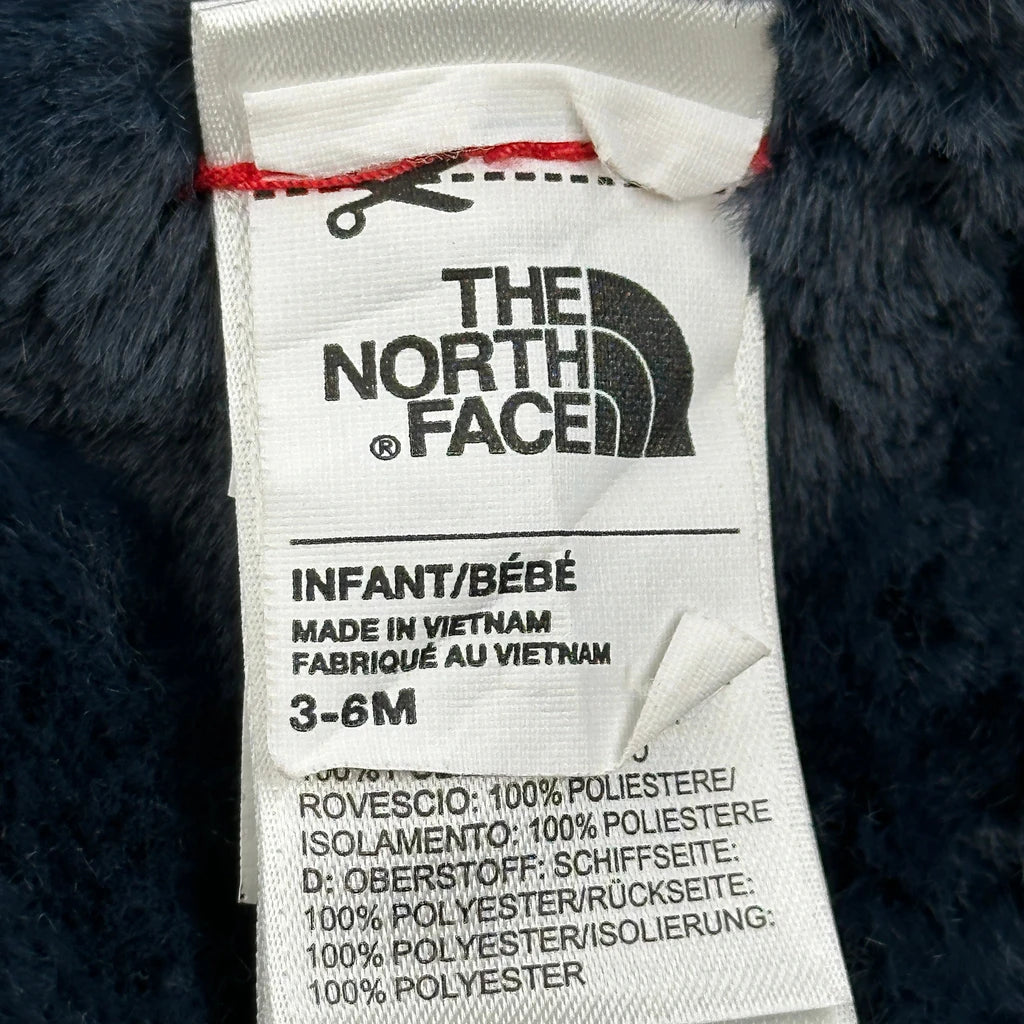 THE
NORTH
® FACE
INFANT/BÉBÉ
MADE IN VIETNAM
FABRIQUÉ AU VIETNAM
3-6M
ROVESCIO: 100% POLIESTERE/
ISOLAMENTO: 100% POLIESTERE
D: OBERSTOFF: SCHIFFSEITE:
100% POLYESTER/RÜCKSEITE:
100% POLYESTER/ISOLIERUNG:
100% POLYESTER